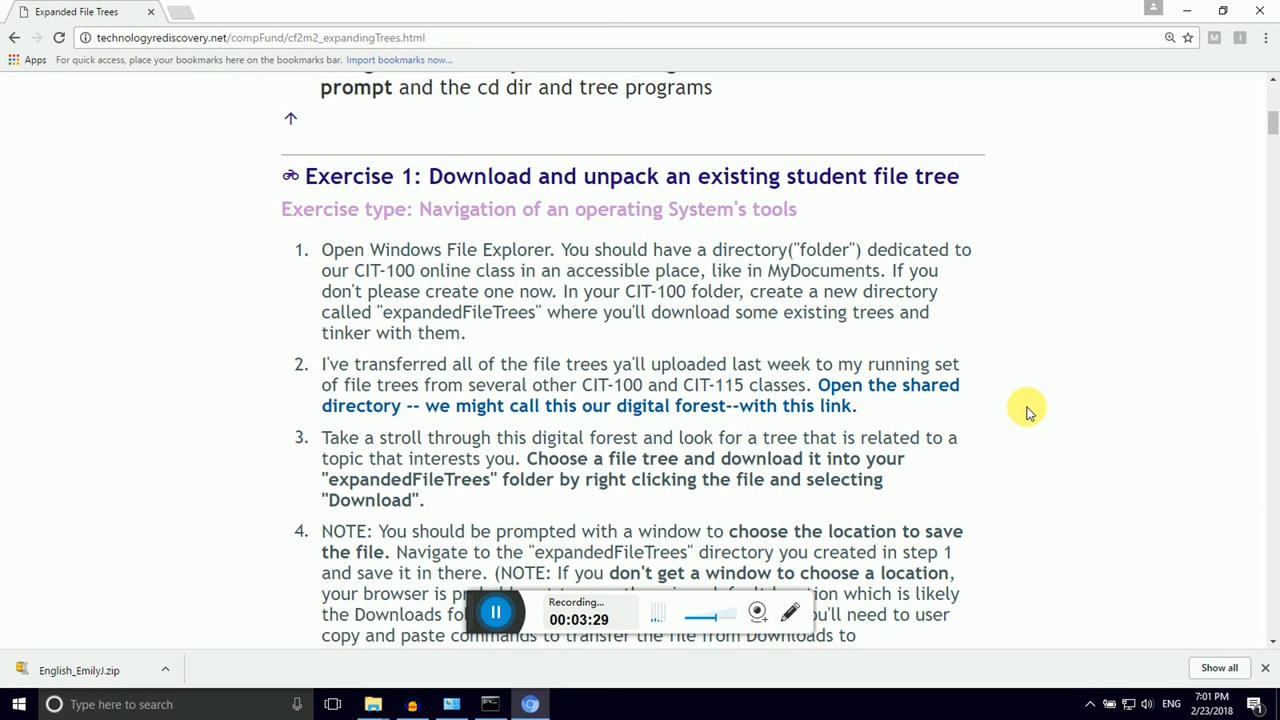 Expanded File Trees
technologyrediscovery.net/compFund/cf2m2_expandingTrees.html
Apps For quick access, place your bookmarks here on the bookmarks bar. Import bookmarks now...
prompt and the cd dir and tree programs
Exercise 1: Download and unpack an existing student file tree
Exercise type: Navigation of an operating System's tools
1. Open Windows File Explorer. You should have a directory("folder") dedicated to
our CIT-100 online class in an accessible place, like in MyDocuments. If you
don't please create one now. In your CIT-100 folder, create a new directory
called "expandedFileTrees" where you'll download some existing trees and
tinker with them.
2. I've transferred all of the file trees ya'll uploaded last week to my running set
of file trees from several other CIT-100 and CIT-115 classes. Open the shared
directory -- we might call this our digital forest--with this link.
3. Take a stroll through this digital forest and look for a tree that is related to a
topic that interests you. Choose a file tree and download it into your
"expandedFileTrees" folder by right clicking the file and selecting
"Download".
4. NOTE: You should be prompted with a window to choose the location to save
the file. Navigate to the "expandedFileTrees" directory you created in step 1
and save it in there. (NOTE: If you don't get a window to choose a location,
your browser is location which is likely
the Downloads you'll need to user
copy and paste commands to transfer the file from Downloads to
Recording...
00:03:29
English_EmilyJ.zip
Show all
Type here to search
ENG
7:01 PM
2/23/2018
M
I
1